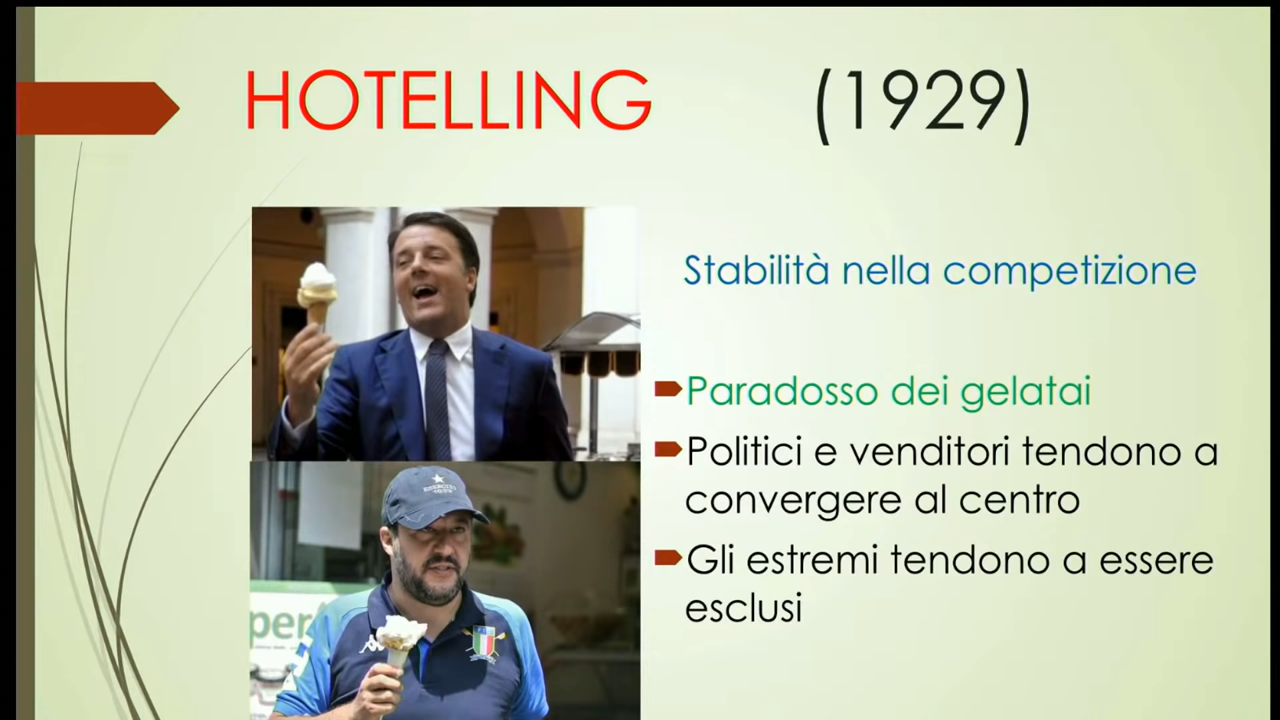 HOTELLING (1929)
Stabilità nella competizione
Paradosso dei gelatai
Politici e venditori tendono a
convergere al centro
Gli estremi tendono a essere
esclusi